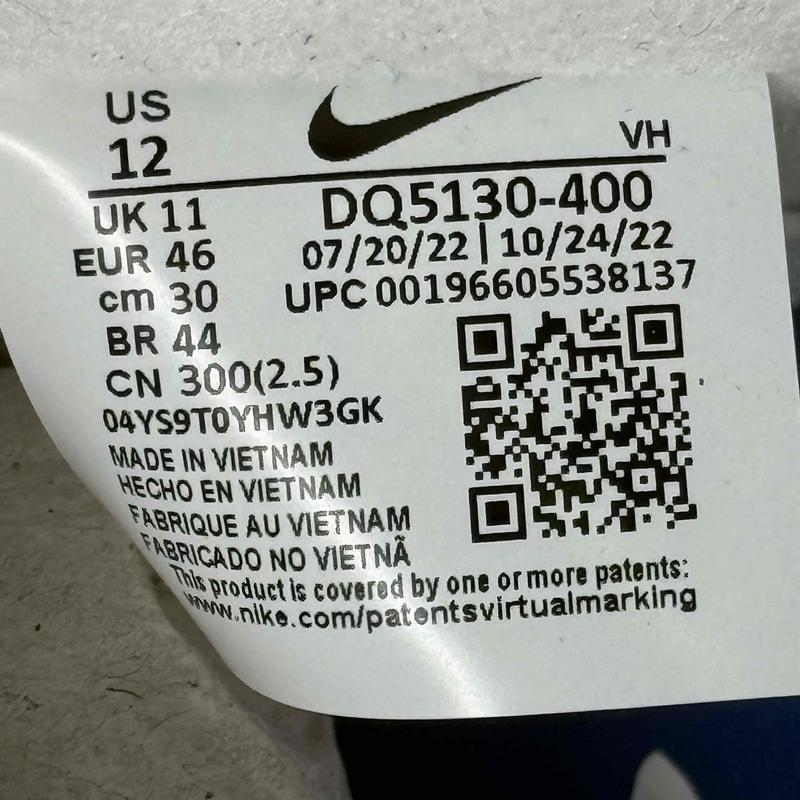 US
12
VH
UK 11
DQ5130-400
EUR 46
07/20/22 | 10/24/22
cm 30
UPC 00196605538137
BR 44
CN 300(2.5)
04YS9T0YHW3GK
MADE IN VIETNAM
HECHO EN VIETNAM
FABRIQUE AU VIETNAM
FABRICADO NO VIETNÃ
This product is covered by one or more patents:
www.nike.com/patentsvirtualmarking